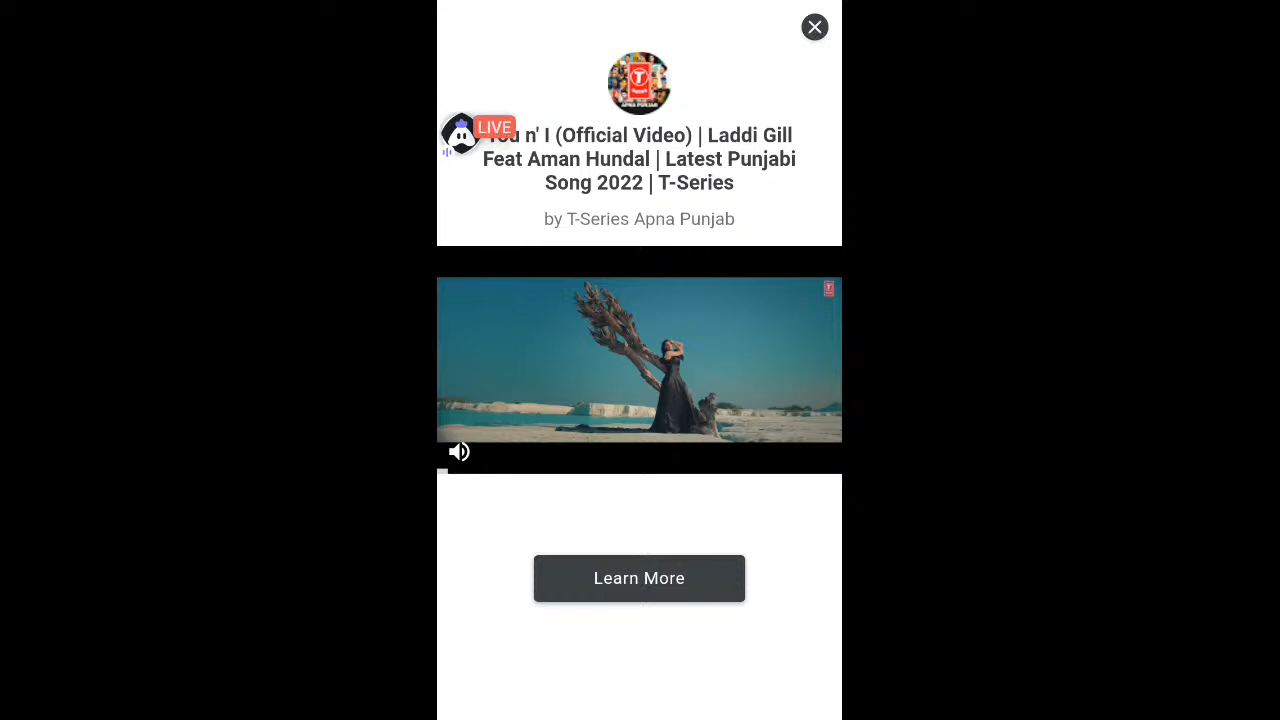 LIVE
You n' I (Official Video) | Laddi Gill
Feat Aman Hundal | Latest Punjabi
Song 2022 | T-Series
by T-Series Apna Punjab
Learn More